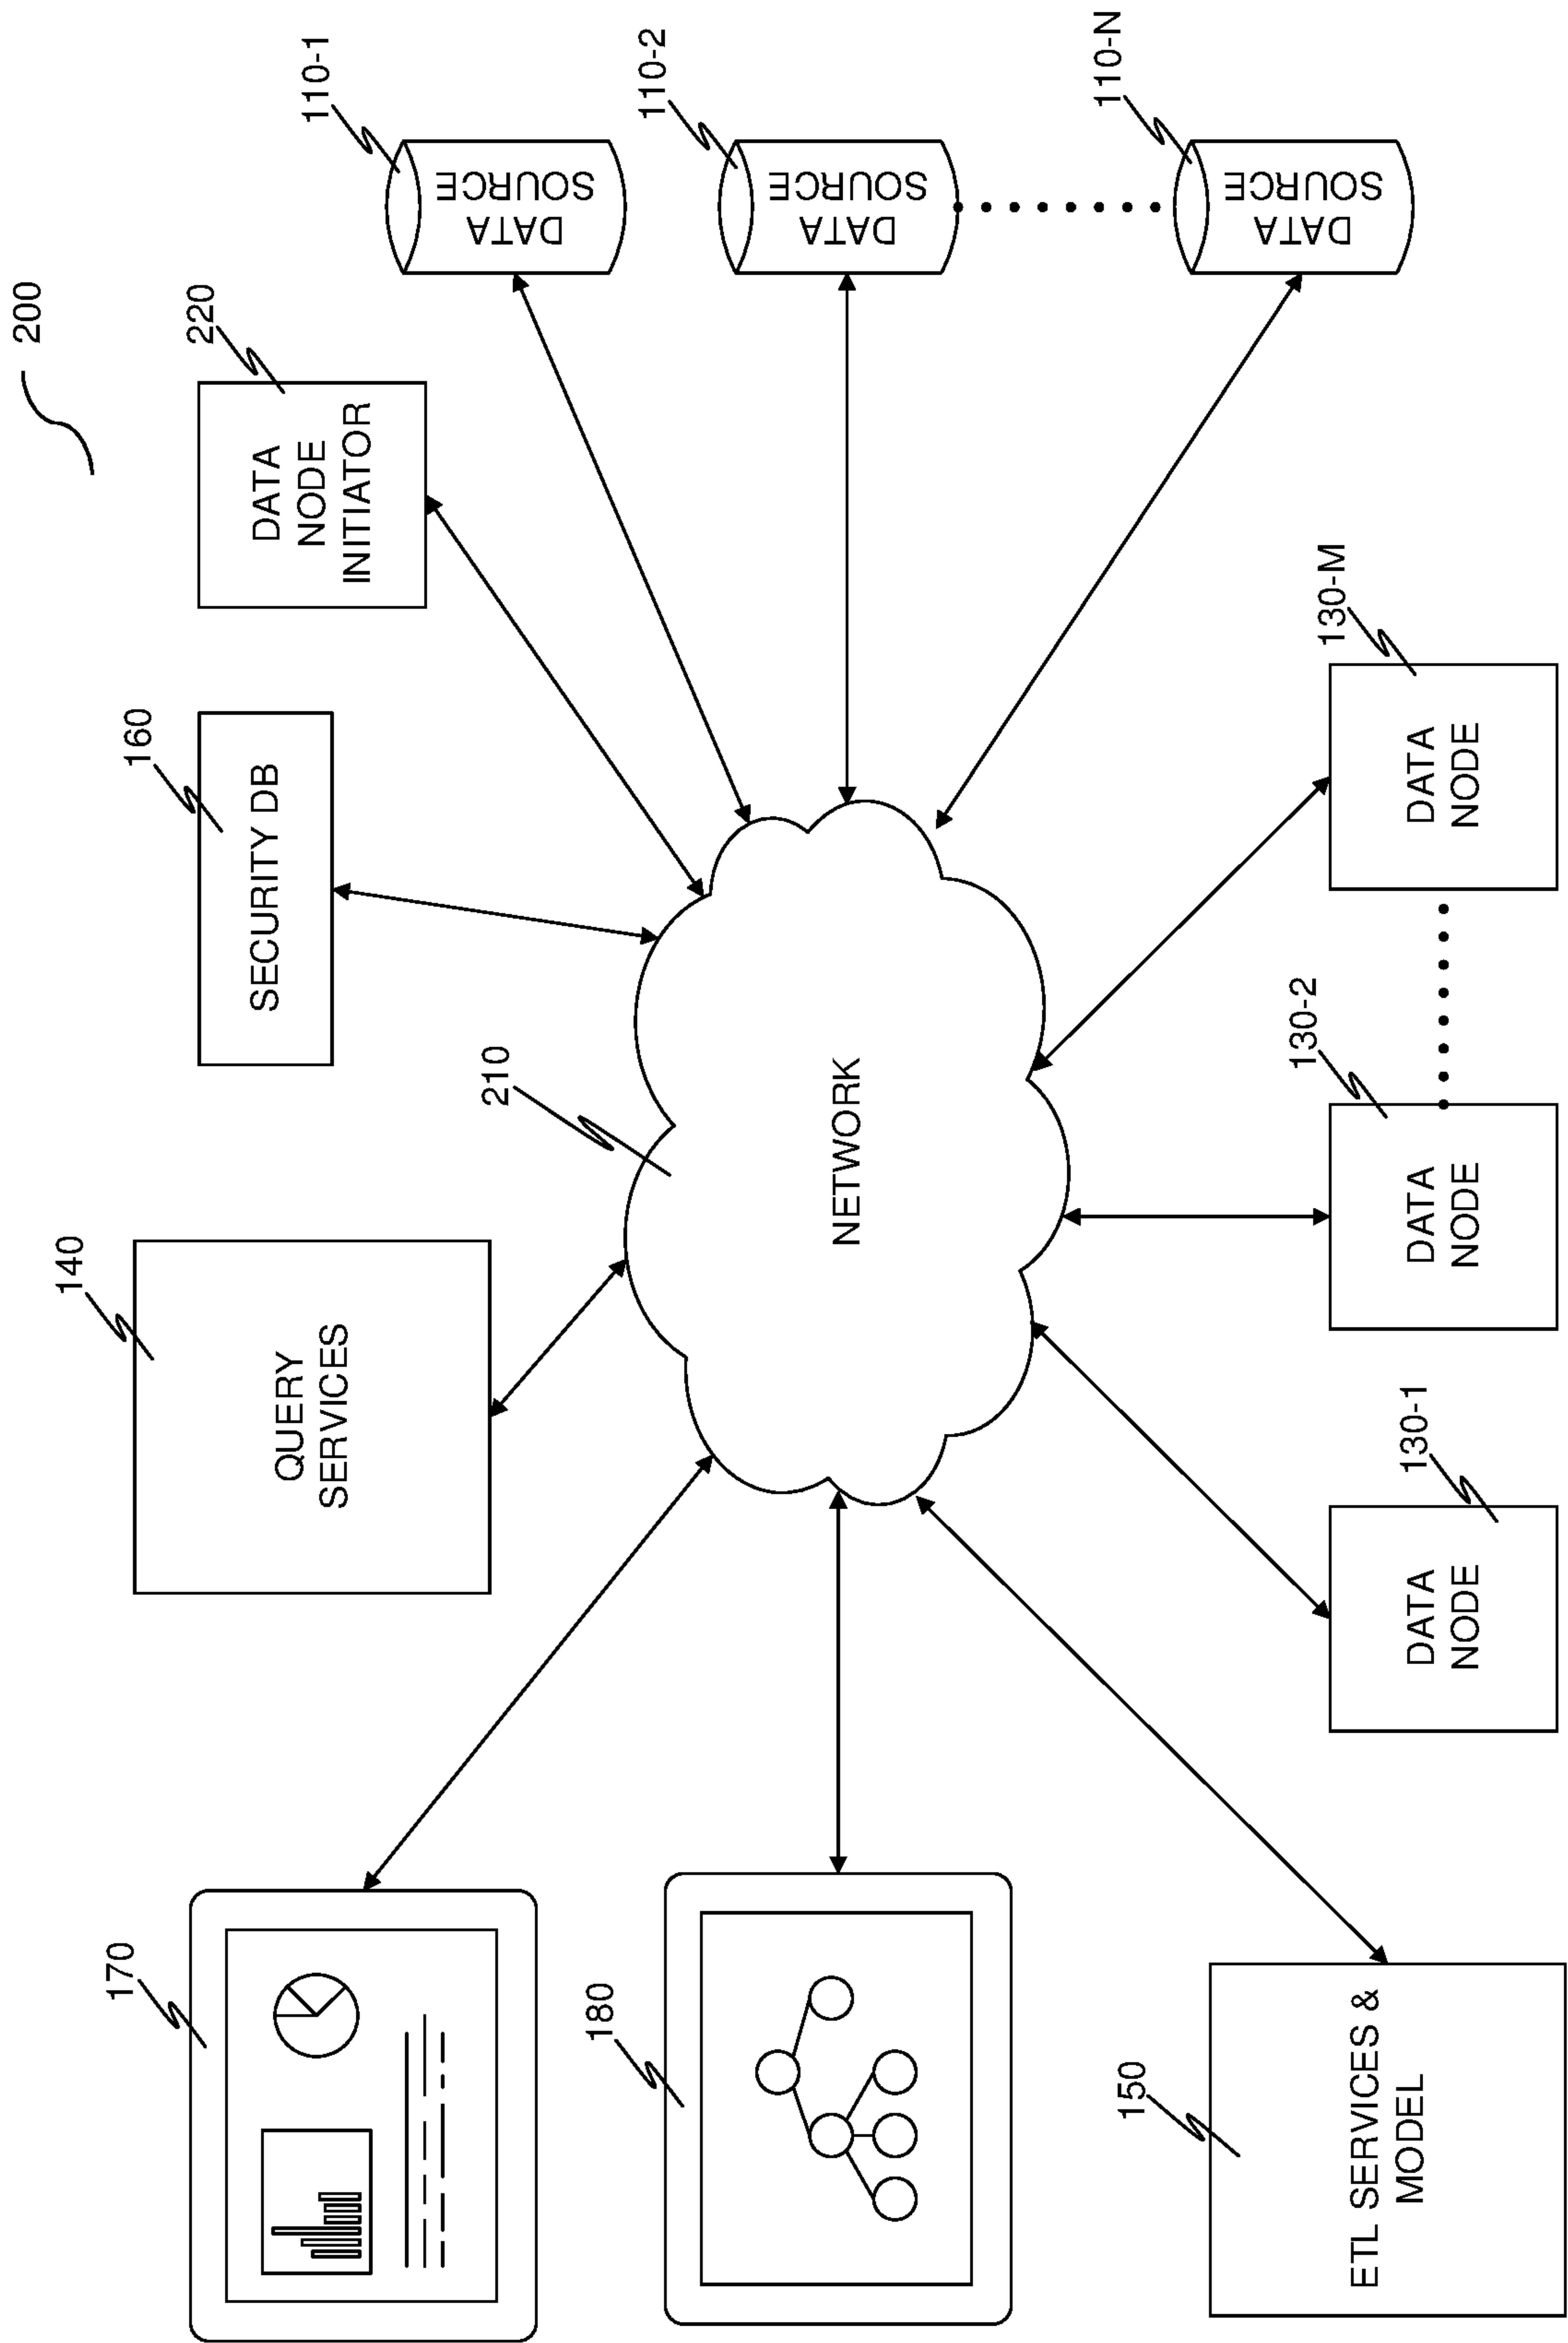 200
170
140
160
220
QUERY
SERVICES
SECURITY DB
DATA
NODE
INITIATOR
110-1
DATA
SOURCE
180
210
NETWORK
110-2
DATA
SOURCE
150
ETL SERVICES &
MODEL
130-1
DATA
NODE
130-2
DATA
NODE
130-M
DATA
NODE
110-N
DATA
SOURCE